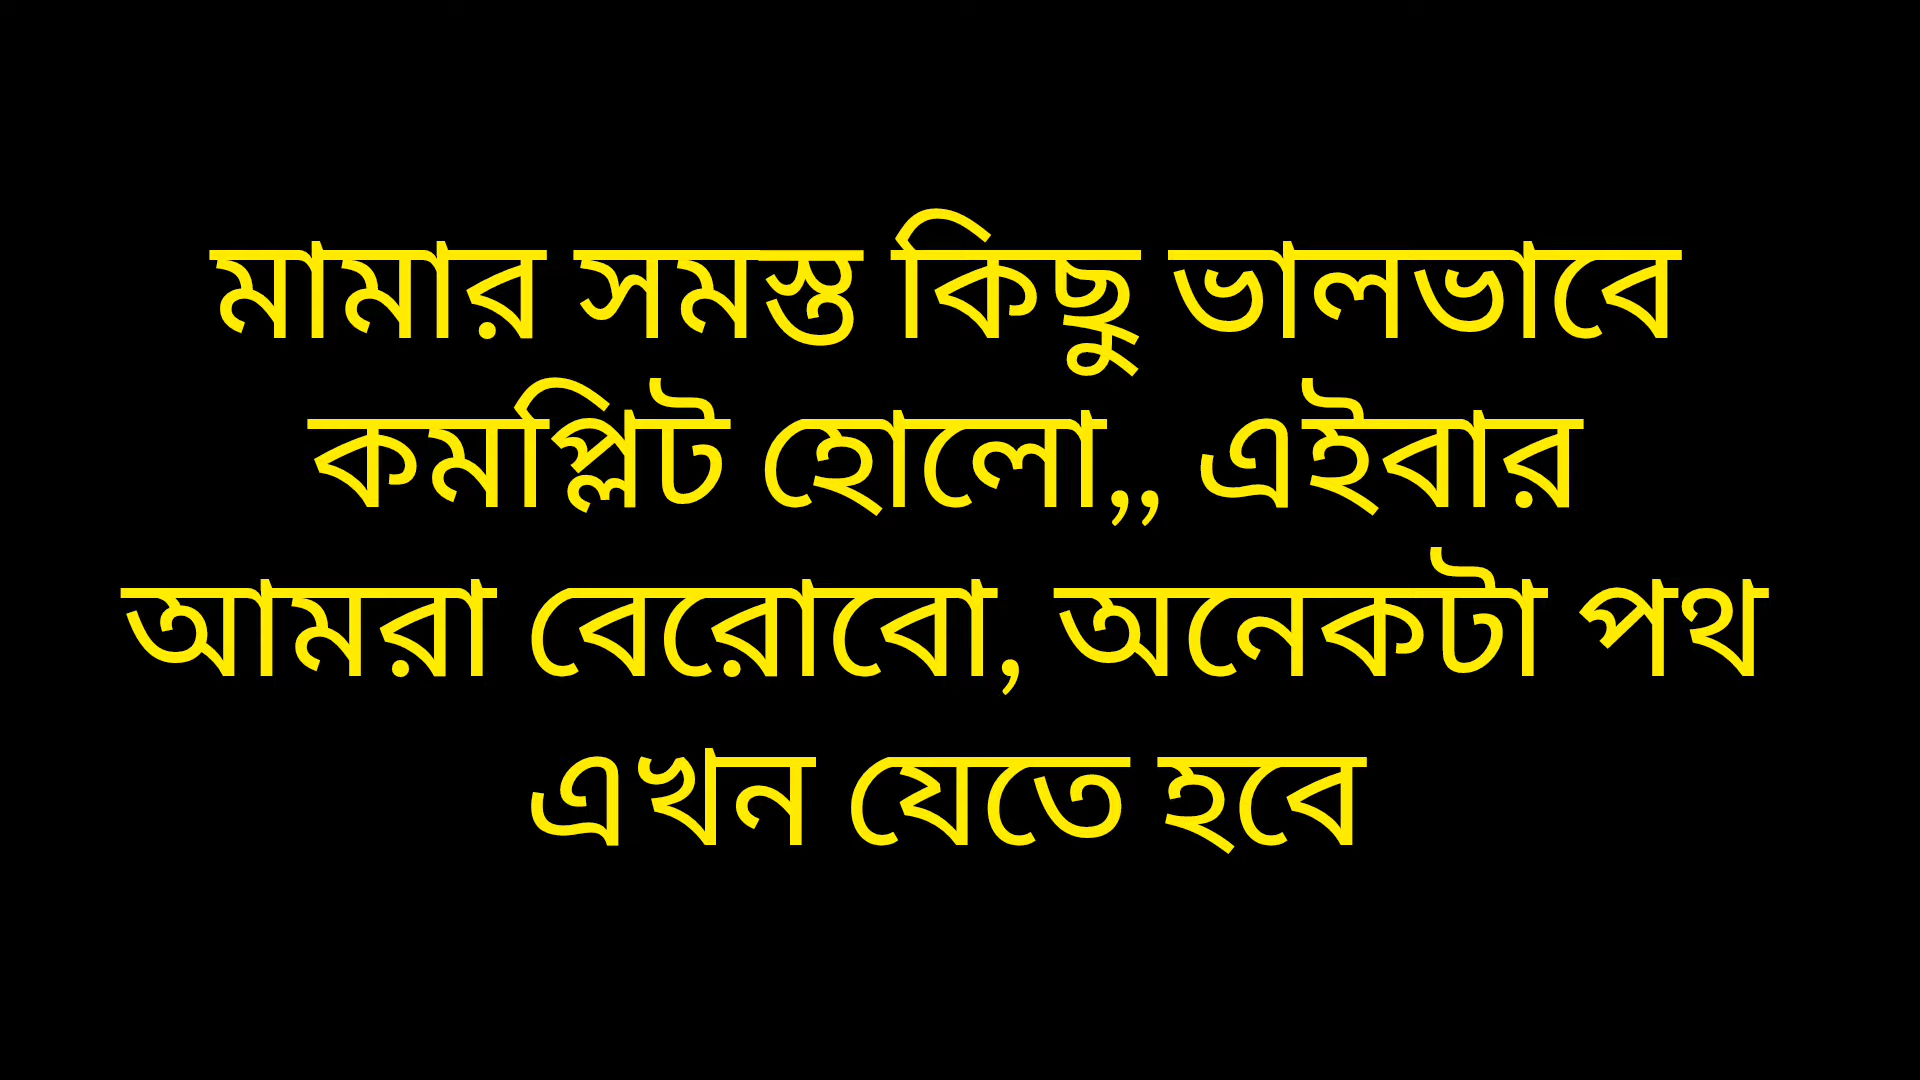 মামার সমস্ত কিছু ভালভাবে
কমপ্লিট হোলো,, এইবার
আমরা বেরোবো, অনেকটা পথ
এখন যেতে হবে